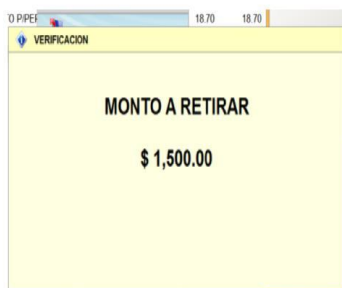 18.70 18.70
VERIFICACION
MONTO A RETIRAR
$ 1,500.00